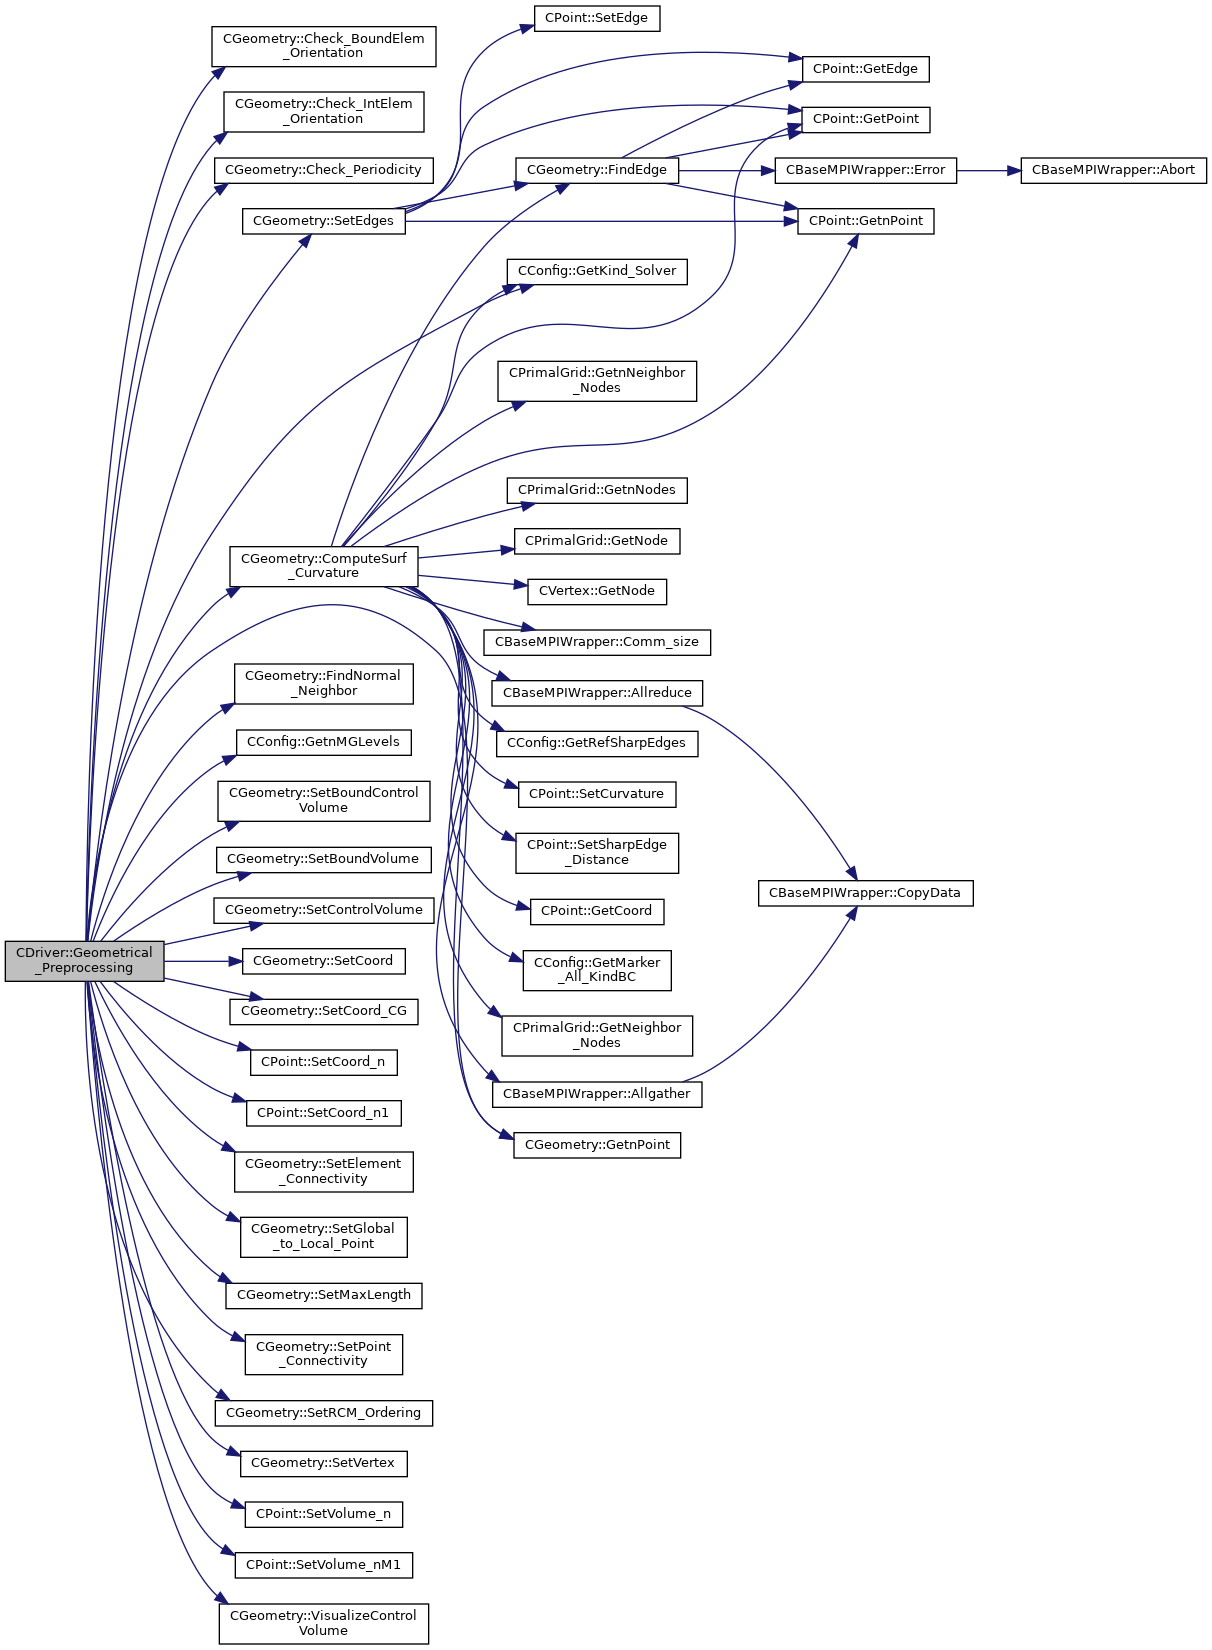 CDriver::Geometrical
_Preprocessing
CGeometry::Check_BoundElem
_Orientation
CGeometry::Check_IntElem
_Orientation
CGeometry::Check_Periodicity
CGeometry::SetEdges
CGeometry::ComputeSurf
_Curvature
CGeometry::FindNormal
_Neighbor
CConfig::GetnMGLevels
CGeometry::SetBoundControl
Volume
CGeometry::SetBoundVolume
CGeometry::SetControlVolume
CGeometry::SetCoord
CGeometry::SetCoord_CG
CPoint::SetCoord_n
CPoint::SetCoord_n1
CGeometry::SetElement
_Connectivity
CGeometry::SetGlobal
_to_Local_Point
CGeometry::SetMaxLength
CGeometry::SetPoint
_Connectivity
CGeometry::SetRCM_Ordering
CGeometry::SetVertex
CPoint::SetVolume_n
CPoint::SetVolume_nM1
CGeometry::VisualizeControl
Volume
CPoint::SetEdge
CGeometry::FindEdge
CConfig::GetKind_Solver
CPrimalGrid::GetnNeighbor
_Nodes
CPrimalGrid::GetnNodes
CPrimalGrid::GetNode
CVertex::GetNode
CBaseMPIWrapper::Comm_size
CBaseMPIWrapper::Allreduce
CConfig::GetRefSharpEdges
CPoint::SetCurvature
CPoint::SetSharpEdge
_Distance
CPoint::GetCoord
CConfig::GetMarker
_All_KindBC
CPrimalGrid::GetNeighbor
_Nodes
CBaseMPIWrapper::Allgather
CGeometry::GetnPoint
CPoint::GetEdge
CPoint::GetPoint
CBaseMPIWrapper::Error
CPoint::GetnPoint
CBaseMPIWrapper::CopyData
CBaseMPIWrapper::Abort